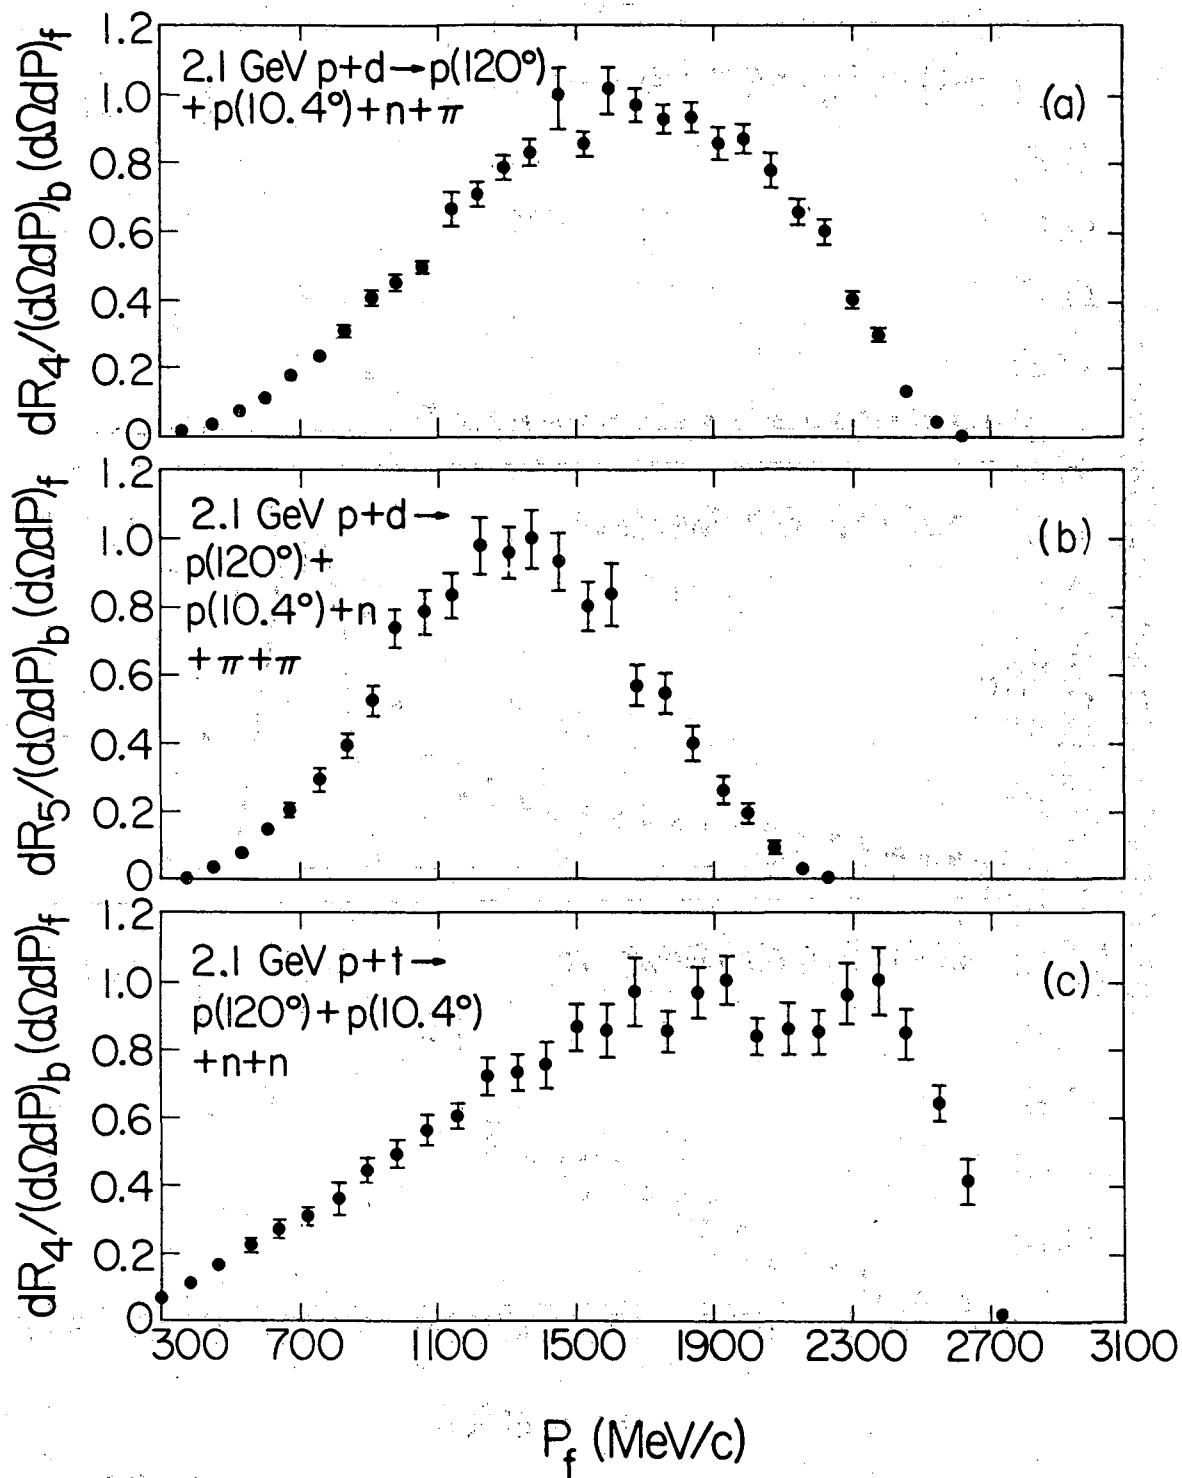 dR4/(dΩdP)b (dΩdP)f
1.2
1.0
0.8
0.6
0.4
0.2
0
2.1 GeV p+d→p(120°)
+p(10.4°)+n+π
(a)
dR5/(dΩdP)b (dΩdP)f
1.2
1.0
0.8
0.6
0.4
0.2
0
2.1 GeV p+d→
p(120°)+
p(10.4°)+n
+π+π
(b)
dR4/(dΩdP)b (dΩdP)f
1.2
1.0
0.8
0.6
0.4
0.2
0
2.1 GeV p+t→
p(120°)+p(10.4°)
+n+n
(c)
300 700 1100 1500 1900 2300 2700 3100
Pf (MeV/c)